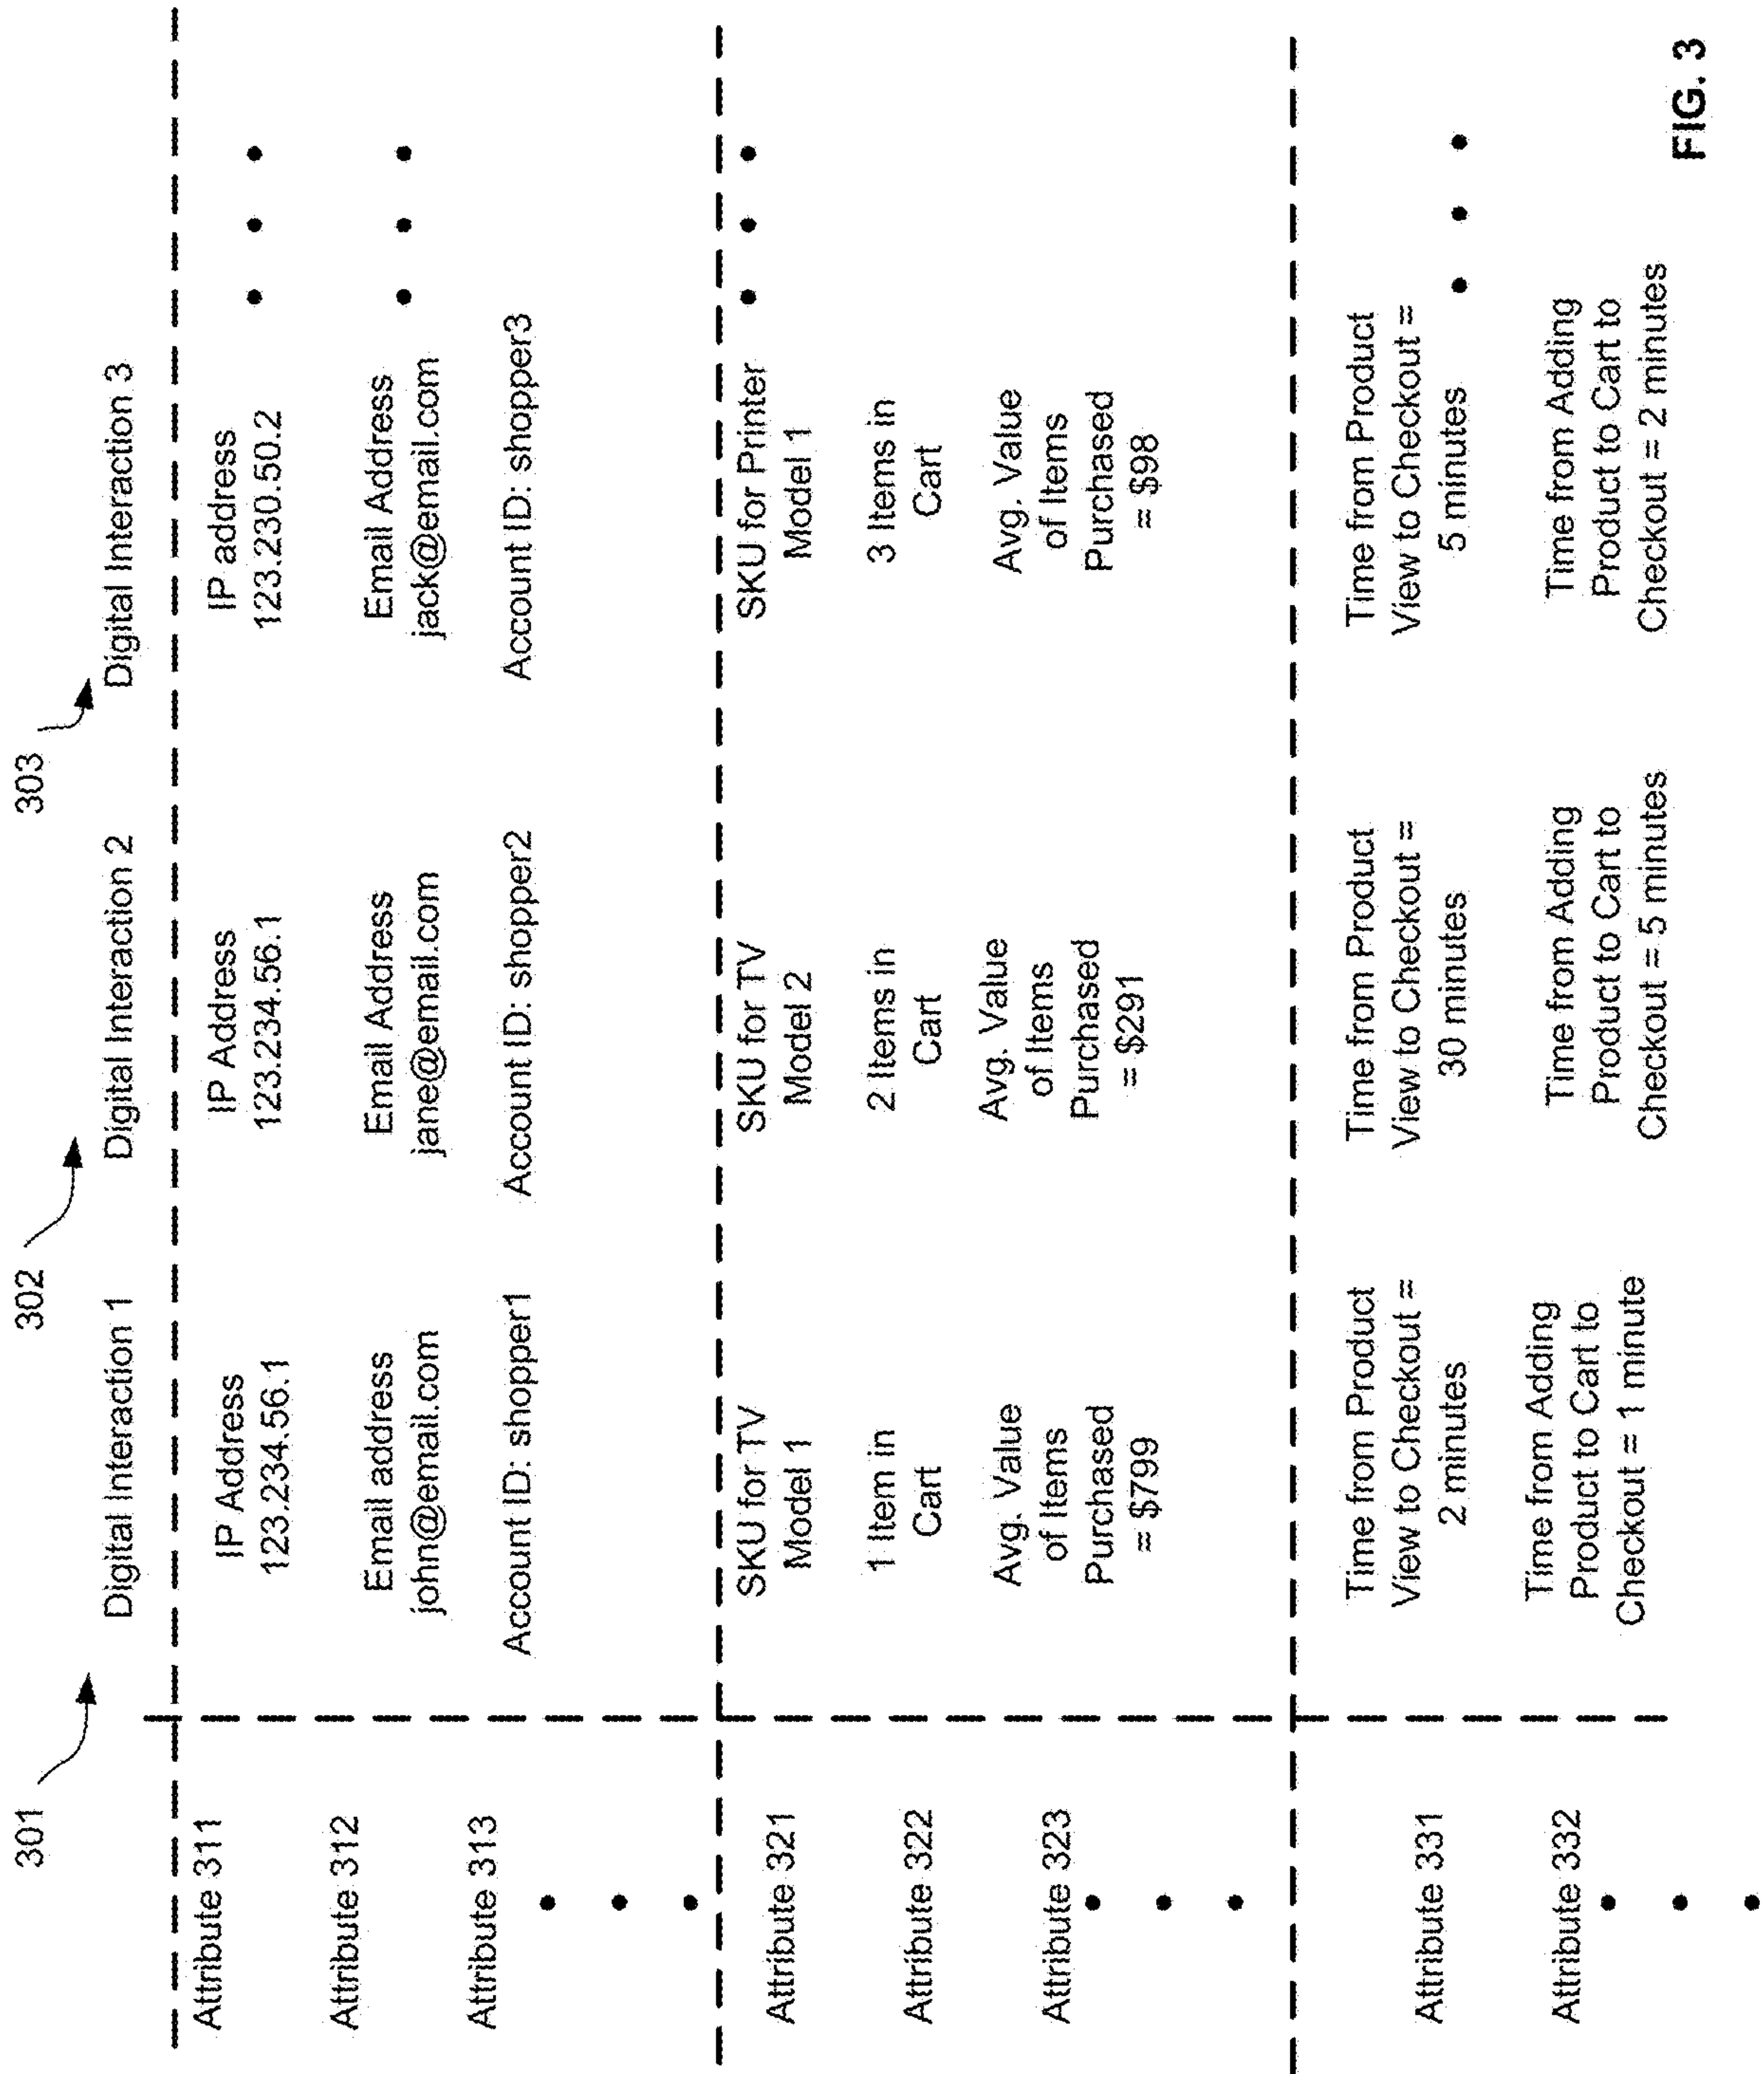 301
302
303
Digital Interaction 1
Digital Interaction 2
Digital Interaction 3
Attribute 311
IP Address
123.234.56.1
IP Address
123.234.56.1
IP address
123.230.50.2
Attribute 312
Email address
john@email.com
Email Address
jane@email.com
Email Address
jack@email.com
Attribute 313
Account ID: shopper1
Account ID: shopper2
Account ID: shopper3
Attribute 321
SKU for TV
Model 1
SKU for TV
Model 2
SKU for Printer
Model 1
Attribute 322
1 Item in
Cart
2 Items in
Cart
3 Items in
Cart
Attribute 323
Avg. Value
of Items
Purchased
= $799
Avg. Value
of Items
Purchased
= $291
Avg. Value
of Items
Purchased
= $98
Attribute 331
Time from Product
View to Checkout =
2 minutes
Time from Product
View to Checkout =
30 minutes
Time from Product
View to Checkout =
5 minutes
Attribute 332
Time from Adding
Product to Cart to
Checkout = 1 minute
Time from Adding
Product to Cart to
Checkout = 5 minutes
Time from Adding
Product to Cart to
Checkout = 2 minutes
FIG. 3